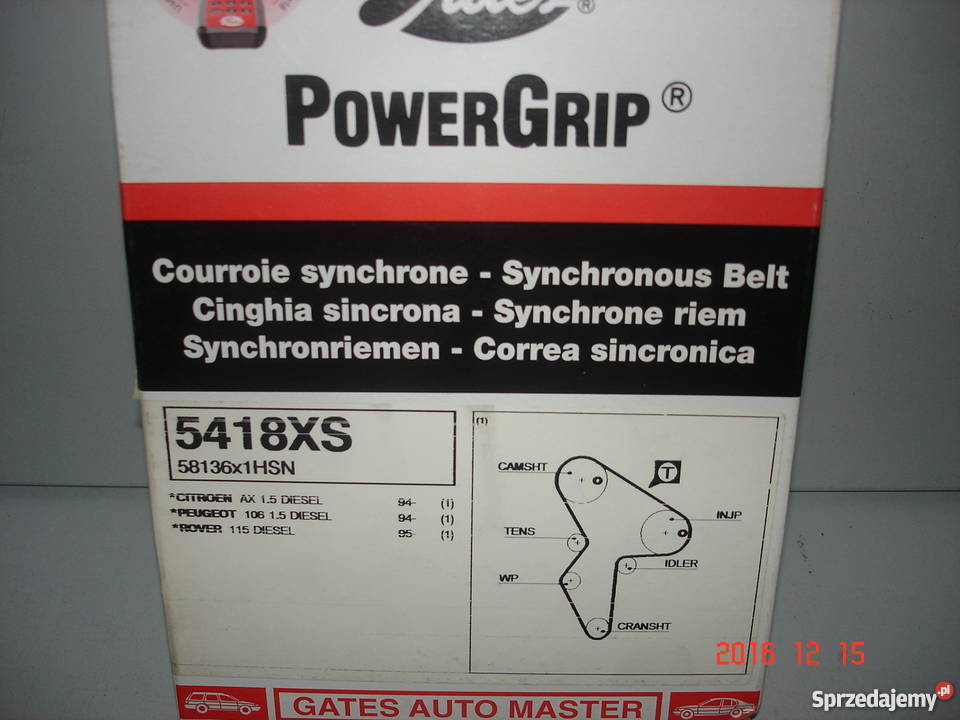 Gates ®
POWERGRIP ®
Courroie synchrone - Synchronous Belt
Cinghia sincrona - Synchrone riem
Synchronriemen - Correa sincronica
5418XS
58136x1HSN
*CITROEN AX 1.5 DIESEL 94- (1)
*PEUGEOT 106 1.5 DIESEL 94- (1)
*ROVER 115 DIESEL 95- (1)
(1)
CAMSHT
T
INJP
TENS
IDLER
WP
CRANSHT
2016 12 15
GATES AUTO MASTER
Sprzedajemy.pl